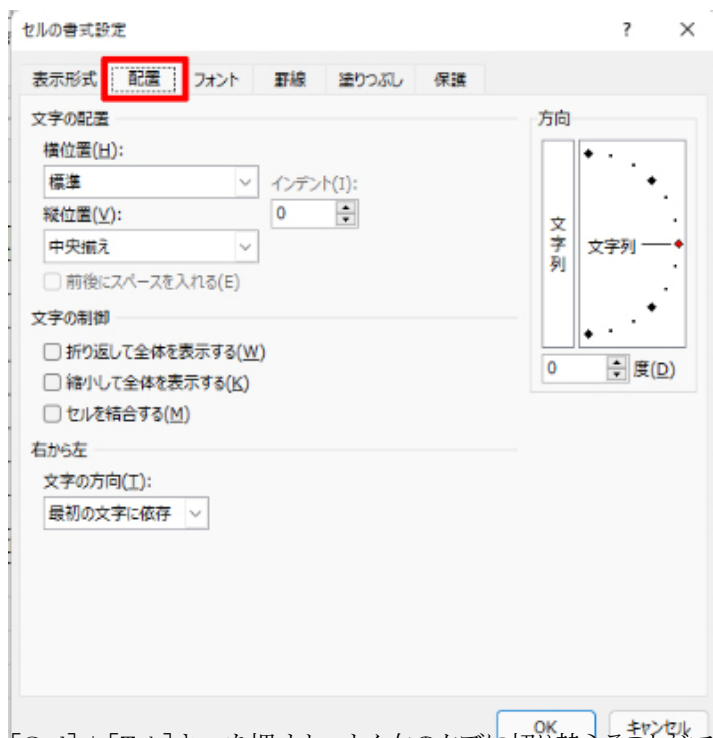 セルの書式設定 ? ×
表示形式 配置 フォント 罫線 塗りつぶし 保護
文字の配置
横位置(H):
標準
インデント(I):
0
縦位置(V):
中央揃え
前後にスペースを入れる(E)
文字の制御
折り返して全体を表示する(W)
縮小して全体を表示する(K)
セルを結合する(M)
右から左
文字の方向(T):
最初の文字に依存
方向
文字列
文字列
0 度(D)
OK キャンセル